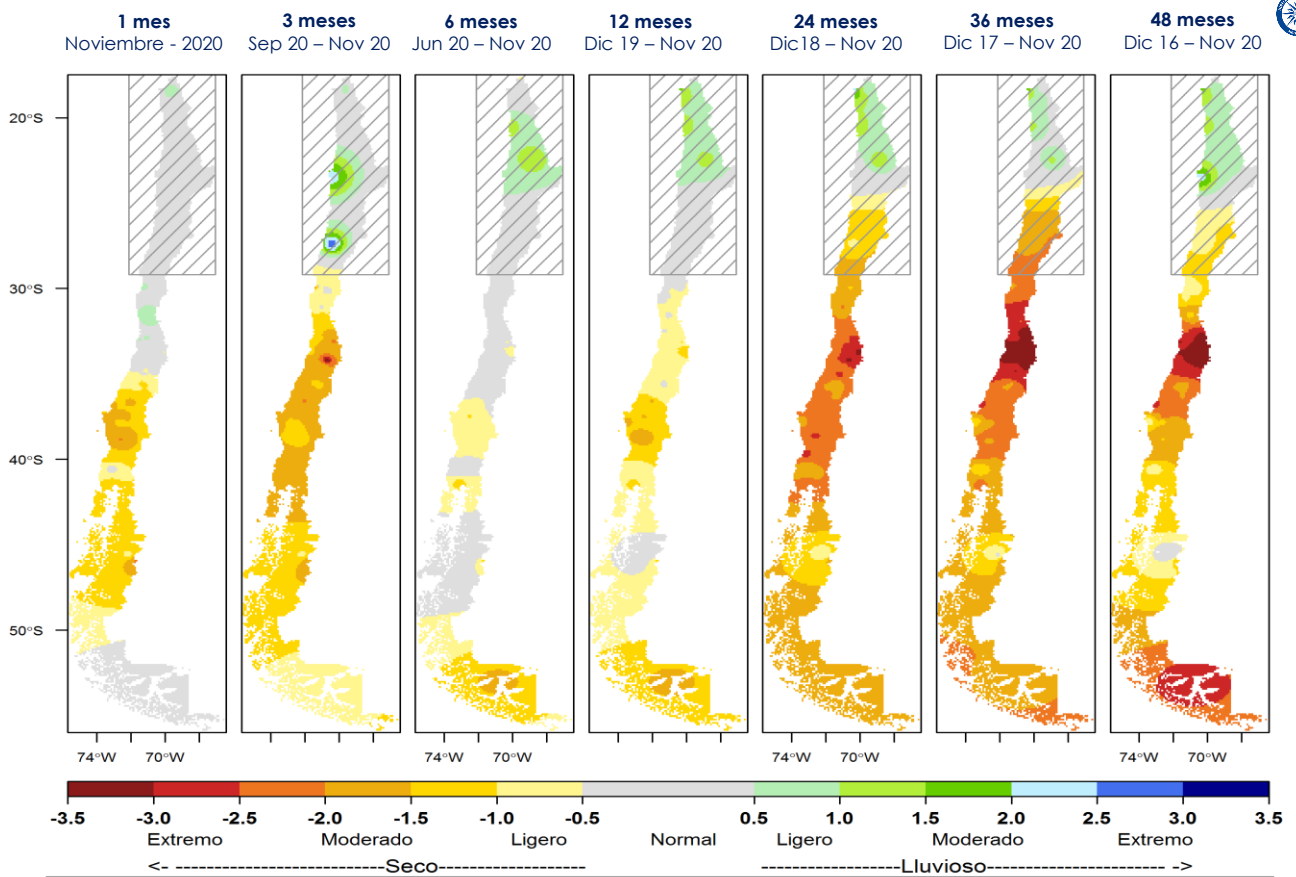 1 mes 3 meses 6 meses 12 meses 24 meses 36 meses 48 meses
Noviembre - 2020 Sep 20 – Nov 20 Jun 20 – Nov 20 Dic 19 – Nov 20 Dic18 – Nov 20 Dic 17 – Nov 20 Dic 16 – Nov 20
20°S
30°S
40°S
50°S
74°W 70°W 74°W 70°W 74°W 70°W 74°W 70°W
-3.5 -3.0 -2.5 -2.0 -1.5 -1.0 -0.5 0.5 1.0 1.5 2.0 2.5 3.0 3.5
Extremo Moderado Ligero Normal Ligero Moderado Extremo
<- ---------------------Seco--------------- --------------Lluvioso------------------ ->